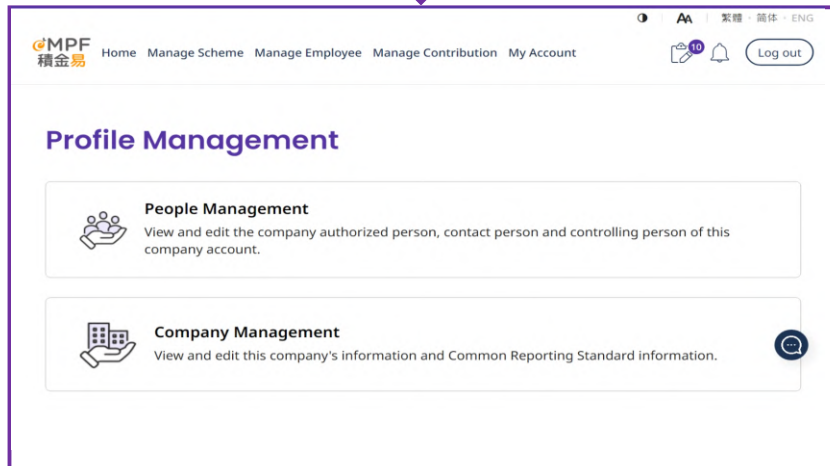 AA 繁體 · 简体 · ENG
eMPF
積金易
Home Manage Scheme Manage Employee Manage Contribution My Account
10
Log out
Profile Management
People Management
View and edit the company authorized person, contact person and controlling person of this
company account.
Company Management
View and edit this company's information and Common Reporting Standard information.